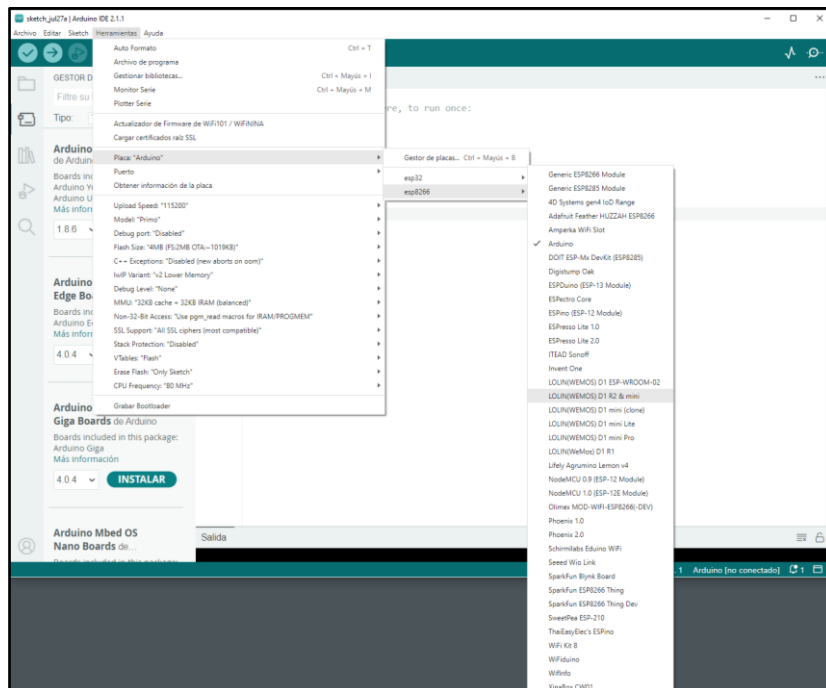 sketch_jul27a | Arduino IDE 2.1.1
Archivo Editar Sketch Herramientas Ayuda
GESTOR D
Filtre su
Tipo:
Arduino
de Arduin
Boards in
Arduino Y
Arduino U
Más infor
1.8.6
Arduino
Edge Bo
Boards in
Arduino E
Más infor
4.0.4
Arduino
Giga Boards de Arduino
Boards included in this package:
Arduino Giga
Más información
4.0.4 INSTALAR
Arduino Mbed OS
Nano Boards de...
Boards included in this package:
Auto Formato Ctrl + T
Archivo de programa
Gestionar bibliotecas... Ctrl + Mayús + I
Monitor Serie Ctrl + Mayús + M
Plotter Serie
Actualizador de Firmware de WiFi101 / WiFiNINA
Cargar certificados raíz SSL
Placa: "Arduino"
Puerto
Obtener información de la placa
Upload Speed: "115200"
Model: "Primo"
Debug port: "Disabled"
Flash Size: "4MB (FS:2MB OTA:~1019KB)"
C++ Exceptions: "Disabled (new aborts on oom)"
lwIP Variant: "v2 Lower Memory"
Debug Level: "None"
MMU: "32KB cache + 32KB IRAM (balanced)"
Non-32-Bit Access: "Use pgm_read macros for IRAM/PROGMEM"
SSL Support: "All SSL ciphers (most compatible)"
Stack Protection: "Disabled"
VTables: "Flash"
Erase Flash: "Only Sketch"
CPU Frequency: "80 MHz"
Grabar Bootloader
re, to run once:
Gestor de placas... Ctrl + Mayús + B
esp32
esp8266
Generic ESP8266 Module
Generic ESP8285 Module
4D Systems gen4 IoD Range
Adafruit Feather HUZZAH ESP8266
Amperka WiFi Slot
Arduino
DOIT ESP-Mx DevKit (ESP8285)
Digistump Oak
ESPDuino (ESP-13 Module)
ESPectro Core
ESPino (ESP-12 Module)
ESPresso Lite 1.0
ESPresso Lite 2.0
ITEAD Sonoff
Invent One
LOLIN(WEMOS) D1 ESP-WROOM-02
LOLIN(WEMOS) D1 R2 & mini
LOLIN(WEMOS) D1 mini (clone)
LOLIN(WEMOS) D1 mini Lite
LOLIN(WEMOS) D1 mini Pro
LOLIN(WeMos) D1 R1
Lifely Agrumino Lemon v4
NodeMCU 0.9 (ESP-12 Module)
NodeMCU 1.0 (ESP-12E Module)
Olimex MOD-WIFI-ESP8266(-DEV)
Phoenix 1.0
Phoenix 2.0
Schirmilabs Eduino WiFi
Seeed Wio Link
SparkFun Blynk Board
SparkFun ESP8266 Thing
SparkFun ESP8266 Thing Dev
SweetPea ESP-210
ThaiEasyElec's ESPino
WiFi Kit 8
WiFiduino
WifInfo
XinaBox CW01
Salida
. 1 Arduino [no conectado] 1